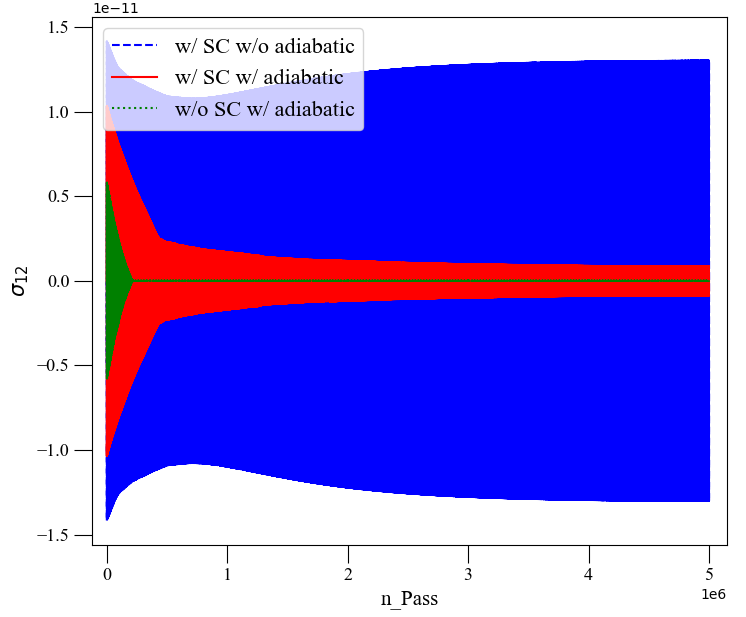 1e−11
1.5
w/ SC w/o adiabatic
w/ SC w/ adiabatic
w/o SC w/ adiabatic
1.0
0.5
0.0
−0.5
−1.0
−1.5
σ12
0 1 2 3 4 5
n_Pass
1e6